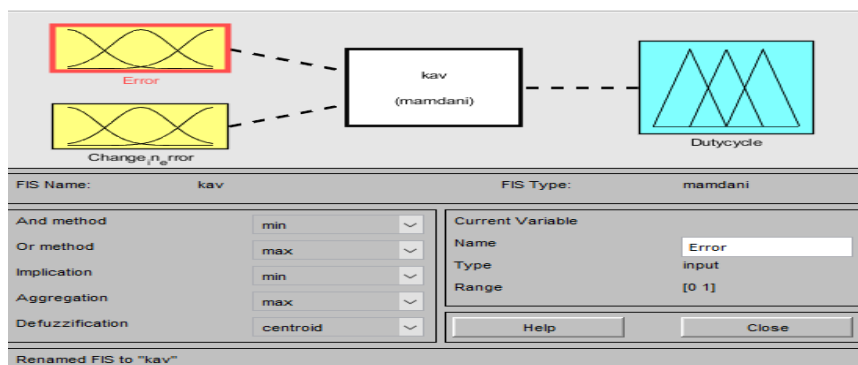 Error
kav
(mamdani)
Change_in_error
Dutycycle
FIS Name: kav FIS Type: mamdani
And method min
Or method max
Implication min
Aggregation max
Defuzzification centroid
Current Variable
Name Error
Type input
Range [0 1]
Help Close
Renamed FIS to "kav"